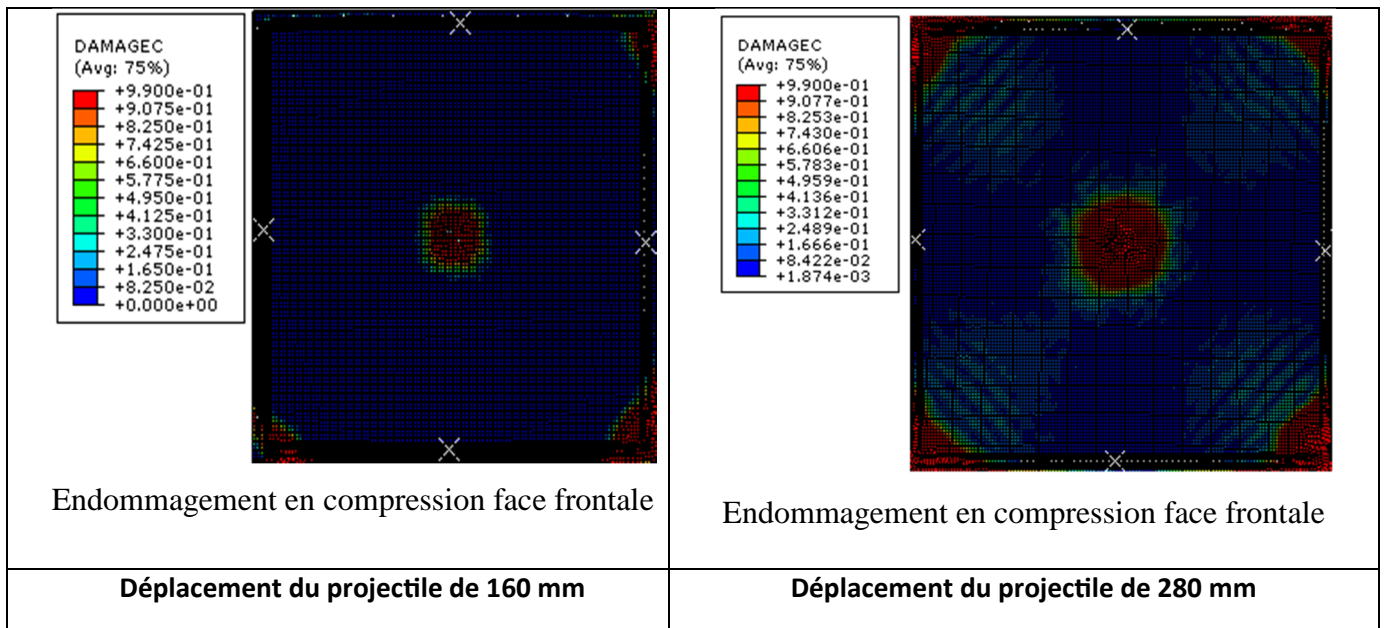 DAMAGEC
(Avg: 75%)
+9.900e-01
+9.075e-01
+8.250e-01
+7.425e-01
+6.600e-01
+5.775e-01
+4.950e-01
+4.125e-01
+3.300e-01
+2.475e-01
+1.650e-01
+8.250e-02
+0.000e+00
Endommagement en compression face frontale
DAMAGEC
(Avg: 75%)
+9.900e-01
+9.077e-01
+8.253e-01
+7.430e-01
+6.606e-01
+5.783e-01
+4.959e-01
+4.136e-01
+3.312e-01
+2.489e-01
+1.666e-01
+8.422e-02
+1.874e-03
Endommagement en compression face frontale
Déplacement du projectile de 160 mm
Déplacement du projectile de 280 mm